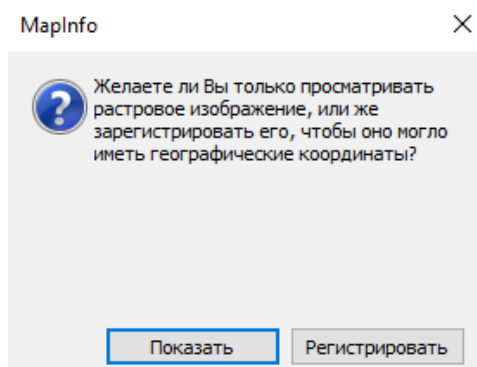 MapInfo
Желаете ли Вы только просматривать
растровое изображение, или же
зарегистрировать его, чтобы оно могло
иметь географические координаты?
Показать
Регистрировать